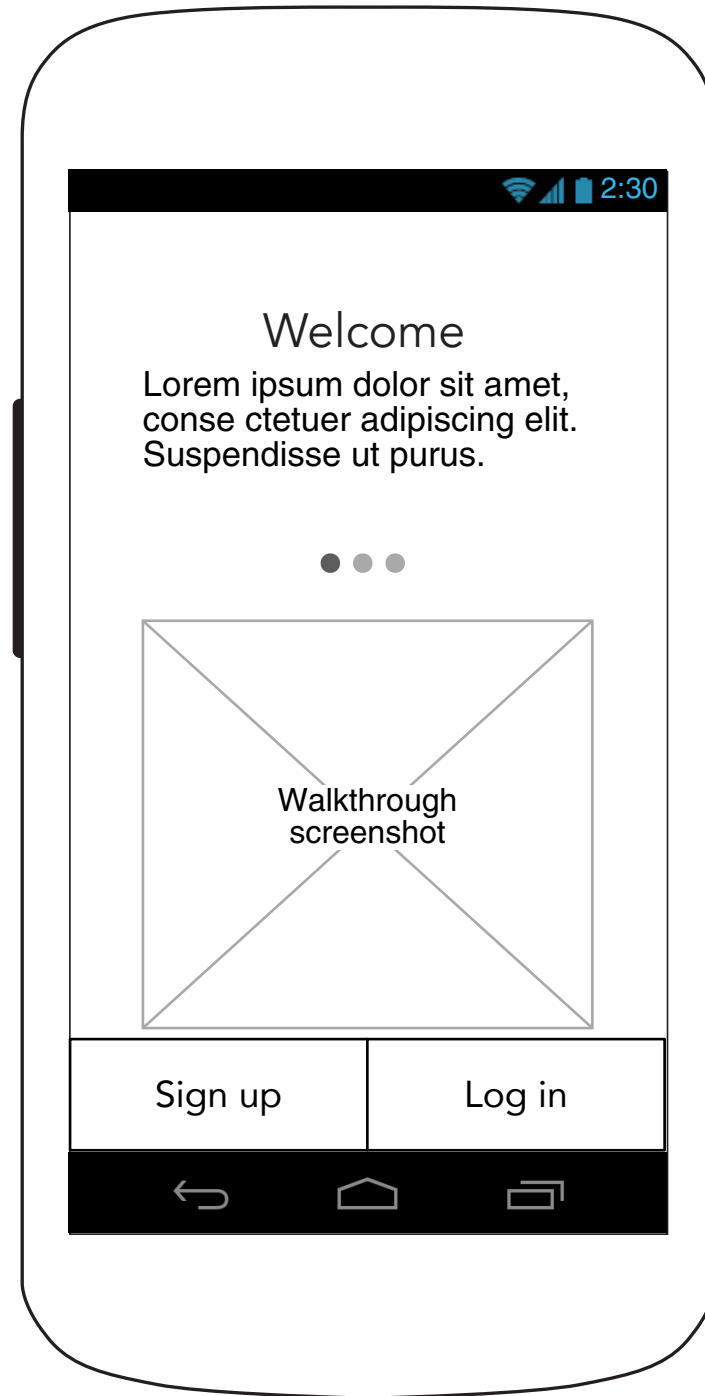 2:30
Welcome
Lorem ipsum dolor sit amet,
conse ctetuer adipiscing elit.
Suspendisse ut purus.
Walkthrough
screenshot
Sign up
Log in